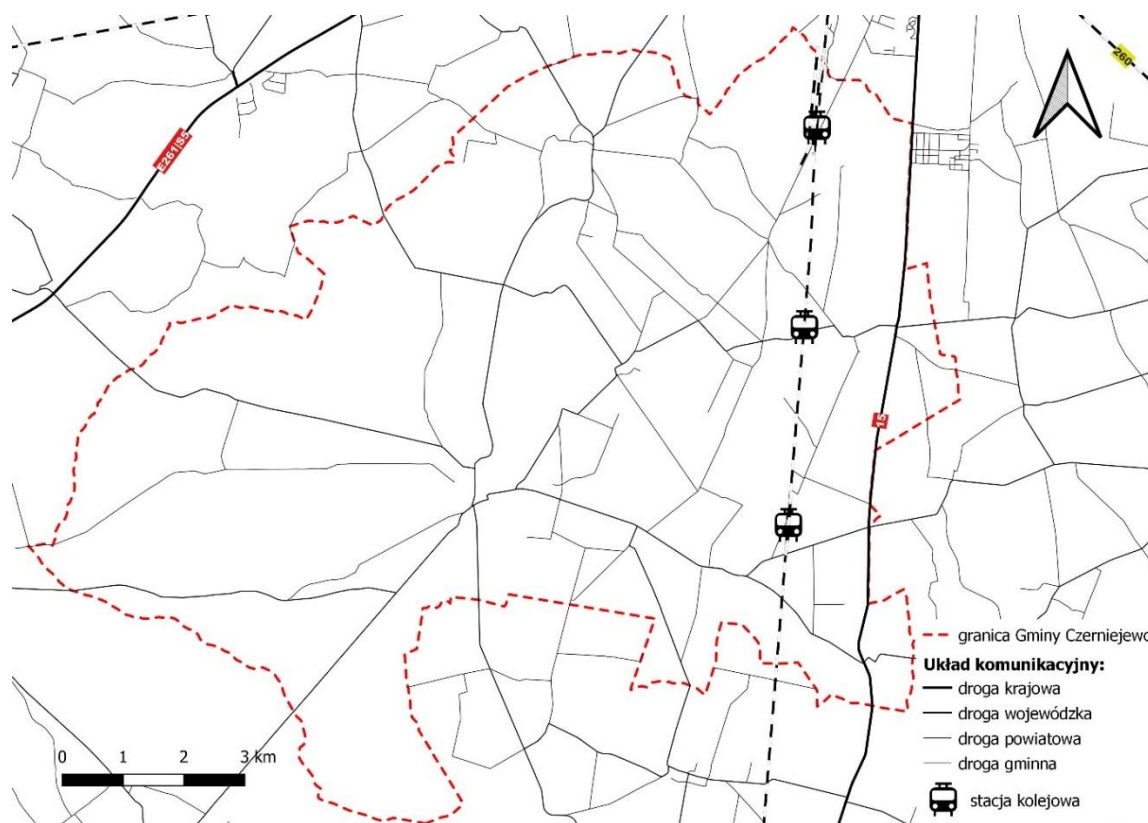 260
E261|S5
15
granica Gminy Czerniejewo
Układ komunikacyjny:
droga krajowa
droga wojewódzka
droga powiatowa
droga gminna
stacja kolejowa
0 1 2 3 km